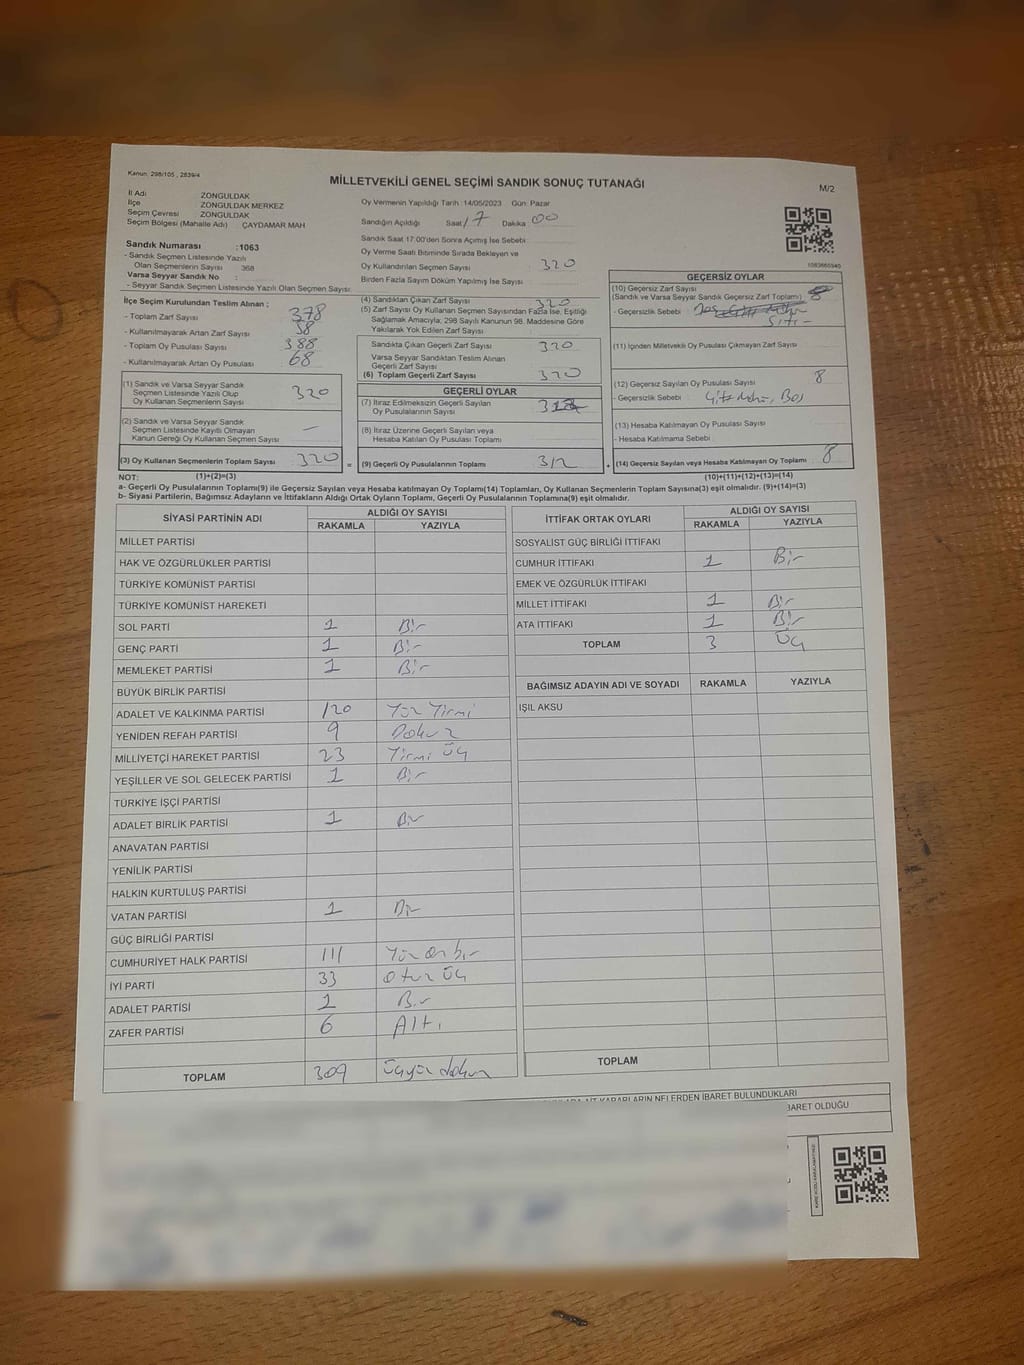 Kanun: 298/105 , 2839/4
MİLLETVEKİLİ GENEL SEÇİMİ SANDIK SONUÇ TUTANAĞI
M/2
İl Adı ZONGULDAK
İlçe ZONGULDAK MERKEZ
Seçim Çevresi ZONGULDAK
Seçim Bölgesi (Mahalle Adı) ÇAYDAMAR MAH
Sandık Numarası :1063
- Sandık Seçmen Listesinde Yazılı
Olan Seçmenlerin Sayısı 368
Varsa Seyyar Sandık No :
- Seyyar Sandık Seçmen Listesinde Yazılı Olan Seçmen Sayısı:
İlçe Seçim Kurulundan Teslim Alınan ;
- Toplam Zarf Sayısı 378
- Kullanılmayarak Artan Zarf Sayısı 58
- Toplam Oy Pusulası Sayısı 388
- Kullanılmayarak Artan Oy Pusulası 68
(1) Sandık ve Varsa Seyyar Sandık
Seçmen Listesinde Yazılı Olup
Oy Kullanan Seçmenlerin Sayısı 320
(2) Sandık ve Varsa Seyyar Sandık
Seçmen Listesinde Kayıtlı Olmayan
Kanun Gereği Oy Kullanan Seçmen Sayısı —
(3) Oy Kullanan Seçmenlerin Toplam Sayısı 320
Oy Vermenin Yapıldığı Tarih :14/05/2023 Gün: Pazar
Sandığın Açıldığı Saat 17 Dakika 00
Sandık Saat 17:00'den Sonra Açılmış İse Sebebi
Oy Verme Saati Bitiminde Sırada Bekleyen ve
Oy Kullandırılan Seçmen Sayısı 320
Birden Fazla Sayım Döküm Yapılmış İse Sayısı
(4) Sandıktan Çıkan Zarf Sayısı 320
(5) Zarf Sayısı Oy Kullanan Seçmen Sayısından Fazla İse, Eşitliği
Sağlamak Amacıyla, 298 Sayılı Kanunun 98. Maddesine Göre
Yakılarak Yok Edilen Zarf Sayısı
Sandıkta Çıkan Geçerli Zarf Sayısı 320
Varsa Seyyar Sandıktan Teslim Alınan
Geçerli Zarf Sayısı
(6) Toplam Geçerli Zarf Sayısı 320
GEÇERLİ OYLAR
(7) İtiraz Edilmeksizin Geçerli Sayılan
Oy Pusulalarının Sayısı
(8) İtiraz Üzerine Geçerli Sayılan veya
Hesaba Katılan Oy Pusulası Toplamı
= (9) Geçerli Oy Pusulalarının Toplamı 312
1063665940
GEÇERSİZ OYLAR
(10) Geçersiz Zarf Sayısı
(Sandık ve Varsa Seyyar Sandık Geçersiz Zarf Toplamı)
- Geçersizlik Sebebi
(11) İçinden Milletvekili Oy Pusulası Çıkmayan Zarf Sayısı
(12) Geçersiz Sayılan Oy Pusulası Sayısı 8
- Geçersizlik Sebebi
(13) Hesaba Katılmayan Oy Pusulası Sayısı
- Hesaba Katılmama Sebebi
+ (14) Geçersiz Sayılan veya Hesaba Katılmayan Oy Toplamı 8
NOT: (1)+(2)=(3) (10)+(11)+(12)+(13)=(14)
a- Geçerli Oy Pusulalarının Toplamı(9) ile Geçersiz Sayılan veya Hesaba katılmayan Oy Toplamı(14) Toplamları, Oy Kullanan Seçmenlerin Toplam Sayısına(3) eşit olmalıdır. (9)+(14)=(3)
b- Siyasi Partilerin, Bağımsız Adayların ve İttifakların Aldığı Ortak Oyların Toplamı, Geçerli Oy Pusulalarının Toplamına(9) eşit olmalıdır.
SİYASİ PARTİNİN ADI ALDIĞI OY SAYISI
RAKAMLA YAZIYLA
MİLLET PARTİSİ
HAK VE ÖZGÜRLÜKLER PARTİSİ
TÜRKİYE KOMÜNİST PARTİSİ
TÜRKİYE KOMÜNİST HAREKETİ
SOL PARTİ 1 Bir
GENÇ PARTİ 1 Bir
MEMLEKET PARTİSİ 1 Bir
BÜYÜK BİRLİK PARTİSİ
ADALET VE KALKINMA PARTİSİ 120 Yüz Yirmi
YENİDEN REFAH PARTİSİ 9 Dokuz
MİLLİYETÇİ HAREKET PARTİSİ 23 Yirmi Üç
YEŞİLLER VE SOL GELECEK PARTİSİ 1 Bir
TÜRKİYE İŞÇİ PARTİSİ
ADALET BİRLİK PARTİSİ 1 Bir
ANAVATAN PARTİSİ
YENİLİK PARTİSİ
HALKIN KURTULUŞ PARTİSİ
VATAN PARTİSİ 1 Bir
GÜÇ BİRLİĞİ PARTİSİ
CUMHURİYET HALK PARTİSİ 111 Yüz on bir
İYİ PARTİ 33 otuz üç
ADALET PARTİSİ 1 Bir
ZAFER PARTİSİ 6 Altı
TOPLAM 309 üçyüz dokuz
İTTİFAK ORTAK OYLARI ALDIĞI OY SAYISI
RAKAMLA YAZIYLA
SOSYALİST GÜÇ BİRLİĞİ İTTİFAKI
CUMHUR İTTİFAKI 1 Bir
EMEK VE ÖZGÜRLÜK İTTİFAKI
MİLLET İTTİFAKI 1 Bir
ATA İTTİFAKI 1 Bir
TOPLAM 3 Üç
BAĞIMSIZ ADAYIN ADI VE SOYADI RAKAMLA YAZIYLA
IŞIL AKSU
TOPLAM
KARARLARIN NELERDEN İBARET BULUNDUKLARI
İBARET OLDUĞU